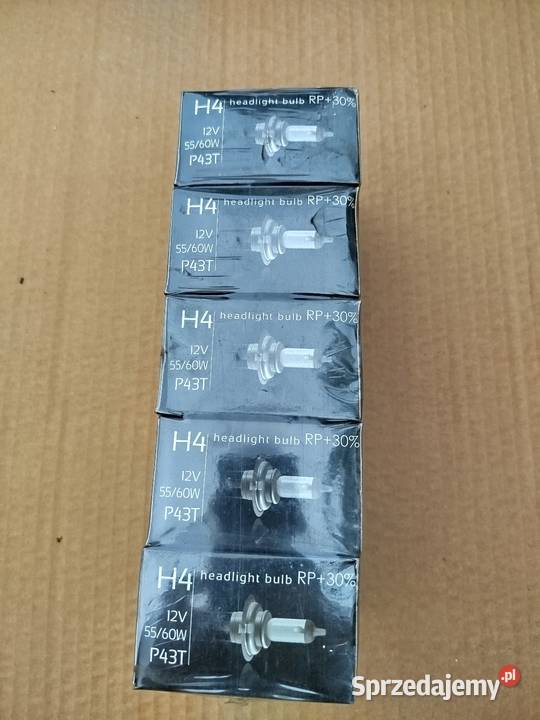 H4 headlight bulb RP+30%
12V
55/60W
P43T
H4 headlight bulb RP+30%
12V
55/60W
P43T
H4 headlight bulb RP+30%
12V
55/60W
P43T
H4 headlight bulb RP+30%
12V
55/60W
P43T
H4 headlight bulb RP+30%
12V
55/60W
P43T
Sprzedajemy.pl